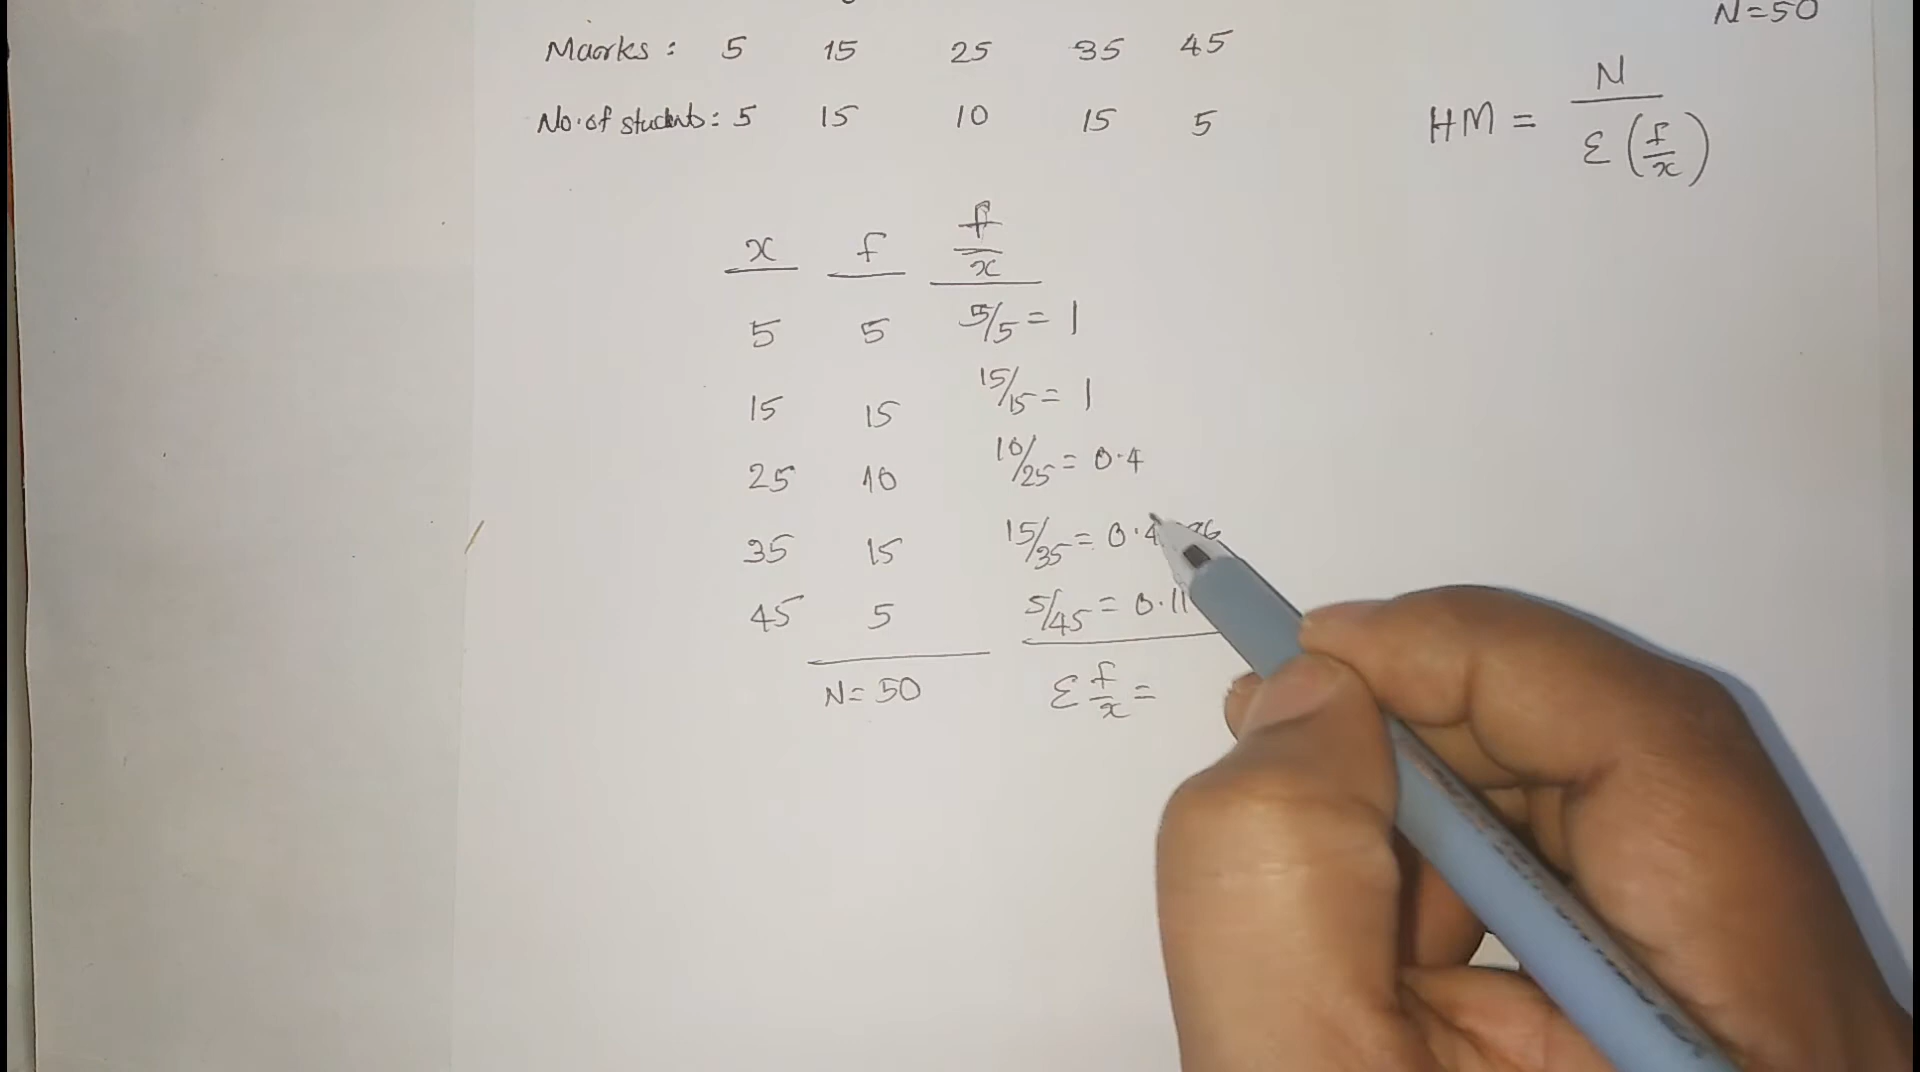 N=50
Marks : 5 15 25 35 45
No. of students : 5 15 10 15 5
HM = N / Σ (f/x)
x f f/x
5 5 5/5 = 1
15 15 15/15 = 1
25 10 10/25 = 0.4
35 15 15/35 =
45 5 5/45 = 0.11
N= 50 Σ f/x =